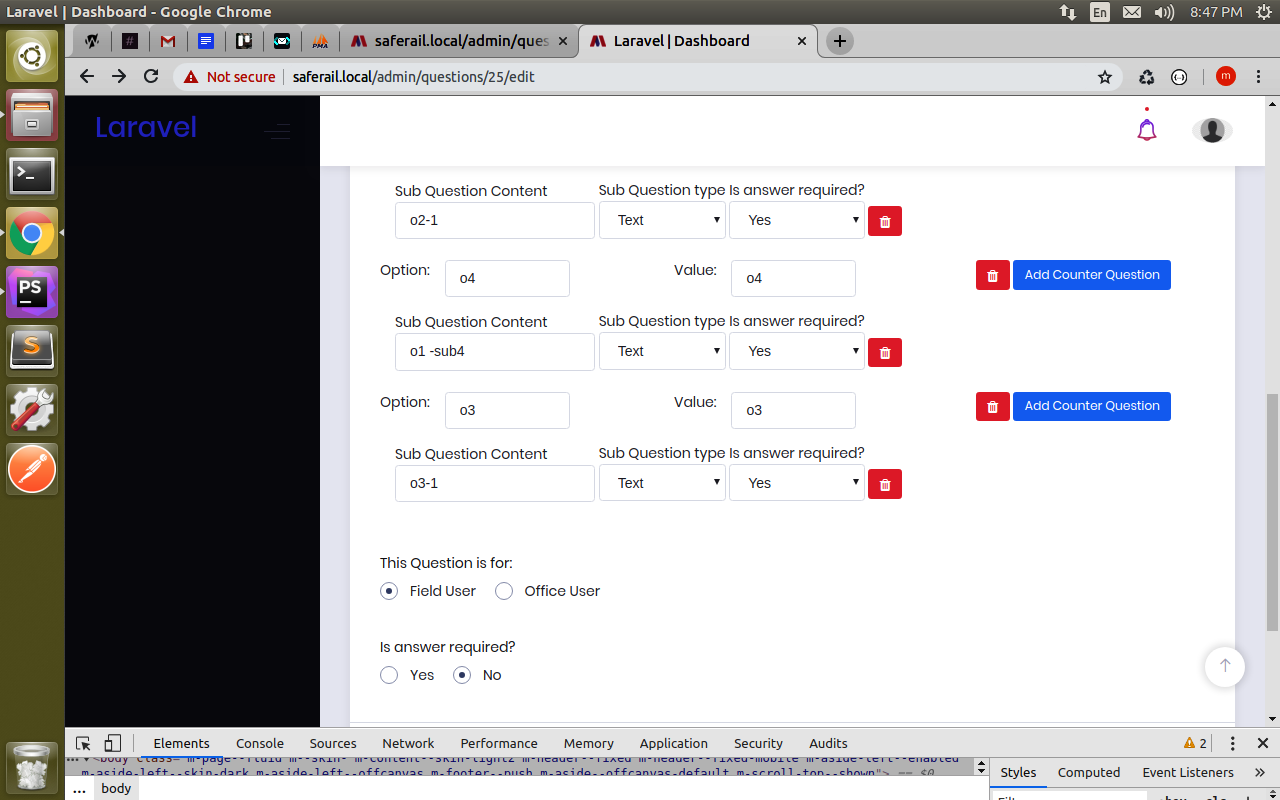 Laravel | Dashboard - Google Chrome
En
8:47 PM
saferail.local/admin/ques
Laravel | Dashboard
Not secure
saferail.local/admin/questions/25/edit
m
Laravel
Sub Question Content
Sub Question type
Is answer required?
o2-1
Text
Yes
Option:
o4
Value:
o4
Add Counter Question
Sub Question Content
Sub Question type
Is answer required?
o1 -sub4
Text
Yes
Option:
o3
Value:
o3
Add Counter Question
Sub Question Content
Sub Question type
Is answer required?
o3-1
Text
Yes
This Question is for:
Field User
Office User
Is answer required?
Yes
No
PS
S
PMA
Elements
Console
Sources
Network
Performance
Memory
Application
Security
Audits
2
<body class="m-page--fluid m--skin- m-content--skin-light2 m-header--fixed m-header--fixed-mobile m-aside-left--enabled
m-aside-left--skin-dark m-aside-left--offcanvas m-footer--push m-aside--offcanvas-default m-scroll-top--shown"> == $0
... body
Styles
Computed
Event Listeners